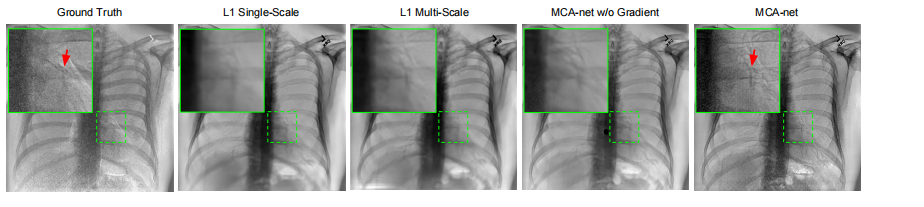 Ground Truth
L1 Single-Scale
L1 Multi-Scale
MCA-net w/o Gradient
MCA-net